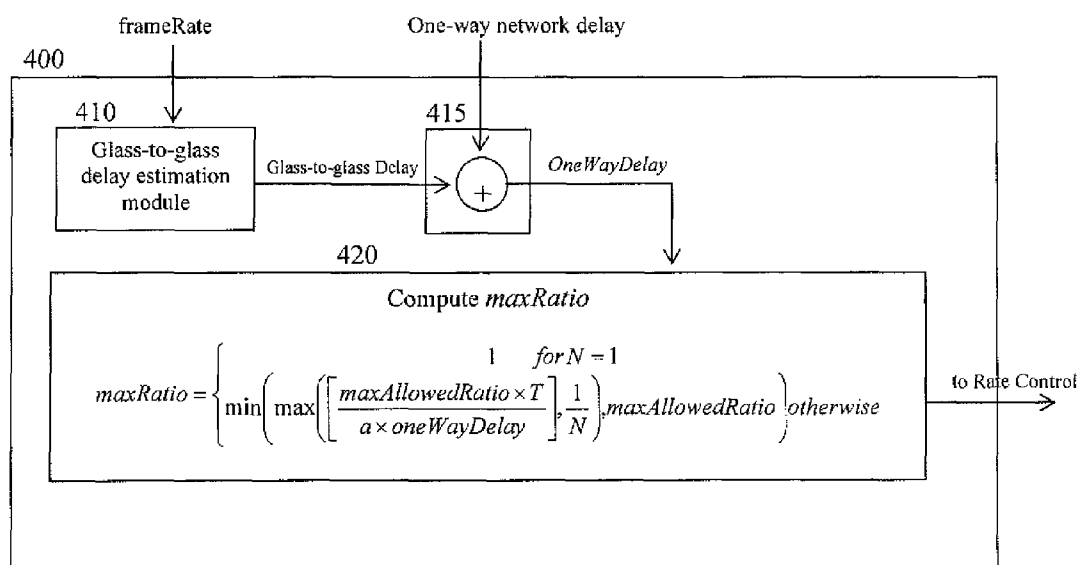 frameRate
One-way network delay
400
410
415
Glass-to-glass
delay estimation
module
Glass-to-glass Delay
+
OneWayDelay
420
Compute maxRatio
maxRatio = { 1 for N = 1
min( max( [ maxAllowedRatio × T / a × oneWayDelay ], 1/N ), maxAllowedRatio ) otherwise
to Rate Control